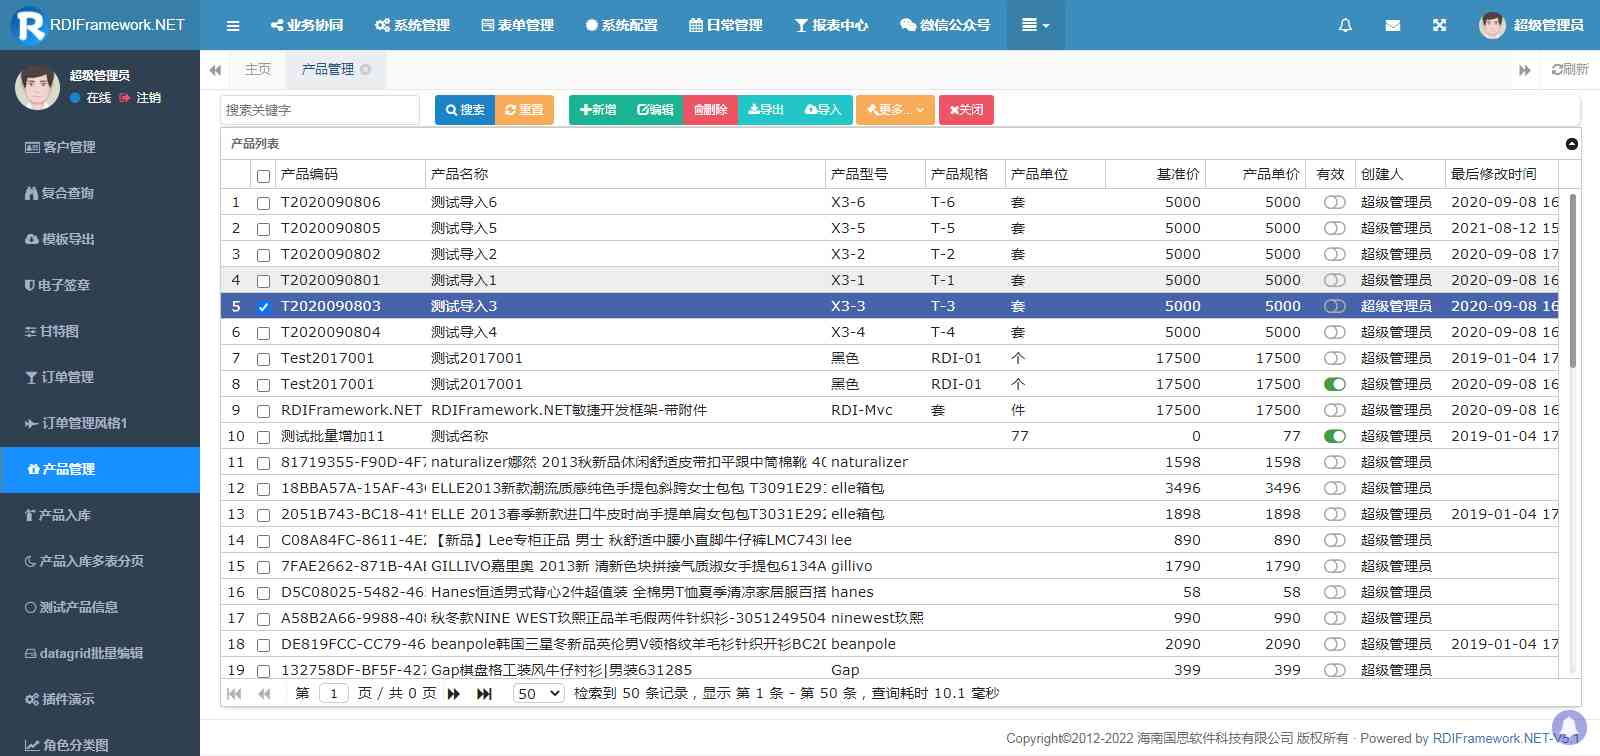 RDIFramework.NET 业务协同 系统管理 表单管理 系统配置 日常管理 报表中心 微信公众号 超级管理员
超级管理员
在线 注销
客户管理
复合查询
模板导出
电子签章
甘特图
订单管理
订单管理风格1
产品管理
产品入库
产品入库多表分页
测试产品信息
datagrid批量编辑
插件演示
角色分类图
主页 产品管理 刷新
搜索关键字 搜索 重置 新增 编辑 删除 导出 导入 更多... 关闭
产品列表
产品编码 产品名称 产品型号 产品规格 产品单位 基准价 产品单价 有效 创建人 最后修改时间
1 T2020090806 测试导入6 X3-6 T-6 套 5000 5000 超级管理员 2020-09-08 16
2 T2020090805 测试导入5 X3-5 T-5 套 5000 5000 超级管理员 2021-08-12 15
3 T2020090802 测试导入2 X3-2 T-2 套 5000 5000 超级管理员 2020-09-08 17
4 T2020090801 测试导入1 X3-1 T-1 套 5000 5000 超级管理员 2020-09-08 16
5 T2020090803 测试导入3 X3-3 T-3 套 5000 5000 超级管理员 2020-09-08 16
6 T2020090804 测试导入4 X3-4 T-4 套 5000 5000 超级管理员 2020-09-08 16
7 Test2017001 测试2017001 黑色 RDI-01 个 17500 17500 超级管理员 2019-01-04 17
8 Test2017001 测试2017001 黑色 RDI-01 个 17500 17500 超级管理员 2020-09-08 16
9 RDIFramework.NET RDIFramework.NET敏捷开发框架-带附件 RDI-Mvc 套 件 17500 17500 超级管理员 2020-09-08 16
10 测试批量增加11 测试名称 77 0 77 超级管理员 2019-01-04 17
11 81719355-F90D-4F7 naturalizer娜然 2013秋新品休闲舒适皮带扣平跟中筒棉靴 40 naturalizer 1598 1598 超级管理员
12 18BBA57A-15AF-43 ELLE2013新款潮流质感纯色手提包斜跨女士包包 T3091E29 elle箱包 3496 3496 超级管理员
13 2051B743-BC18-419 ELLE 2013春季新款进口牛皮时尚手提单肩女包包T3031E292 elle箱包 1898 1898 超级管理员 2019-01-04 17
14 C08A84FC-8611-4E2 【新品】Lee专柜正品 男士 秋舒适中腰小直脚牛仔裤LMC743 lee 890 890 超级管理员
15 7FAE2662-871B-4A GILLIVO嘉里奥 2013新 清新色块拼接气质淑女手提包6134A gillivo 1790 1790 超级管理员
16 D5C08025-5482-46 Hanes恒适男式背心2件超值装 全棉男T恤夏季清凉家居服百搭 hanes 58 58 超级管理员
17 A58B2A66-9988-40 秋冬款NINE WEST玖熙正品羊毛假两件针织衫-3051249504 ninewest玖熙 990 990 超级管理员
18 DE819FCC-CC79-46 beanpole韩国三星冬新品英伦男V领格纹羊毛衫针织开衫BC2 beanpole 2090 2090 超级管理员 2019-01-04 17
19 132758DF-BF5F-427 Gap棋盘格工装风牛仔衬衫|男装631285 Gap 399 399 超级管理员
第 1 页 / 共 0 页 50 检索到 50 条记录，显示 第 1 条 - 第 50 条，查询耗时 10.1 毫秒
Copyright©2012-2022 海南国思软件科技有限公司 版权所有 · Powered by RDIFramework.NET-V5.1